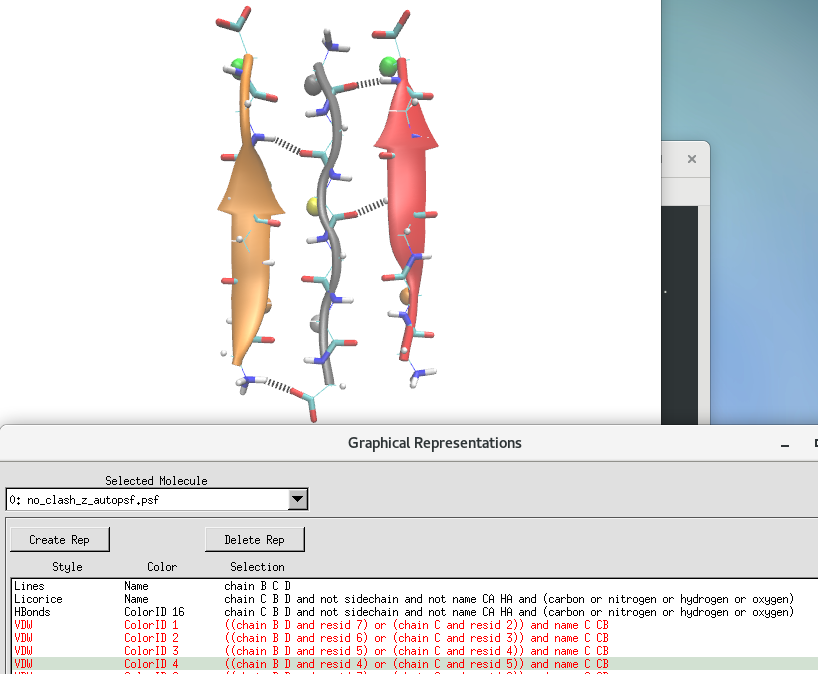 Graphical Representations
Selected Molecule
0: no_clash_z_autopsf.psf
Create Rep Delete Rep
Style Color Selection
Lines Name chain B C D
Licorice Name chain C B D and not sidechain and not name CA HA and (carbon or nitrogen or hydrogen or oxygen)
HBonds ColorID 16 chain C B D and not sidechain and not name CA HA and (carbon or nitrogen or hydrogen or oxygen)
VDW ColorID 1 ((chain B D and resid 7) or (chain C and resid 2)) and name C CB
VDW ColorID 2 ((chain B D and resid 6) or (chain C and resid 3)) and name C CB
VDW ColorID 3 ((chain B D and resid 5) or (chain C and resid 4)) and name C CB
VDW ColorID 4 ((chain B D and resid 4) or (chain C and resid 5)) and name C CB